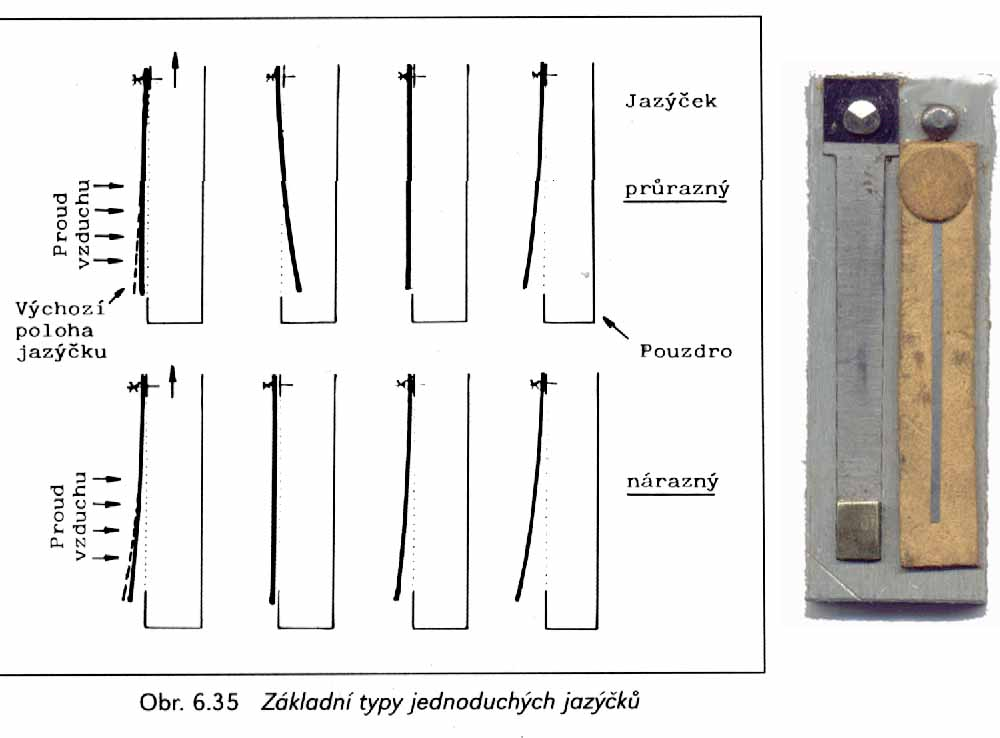 Jazýček
průrazný
Proud
vzduchu
Výchozí
poloha
jazýčku
Pouzdro
nárazný
Proud
vzduchu
Obr. 6.35 Základní typy jednoduchých jazýčků